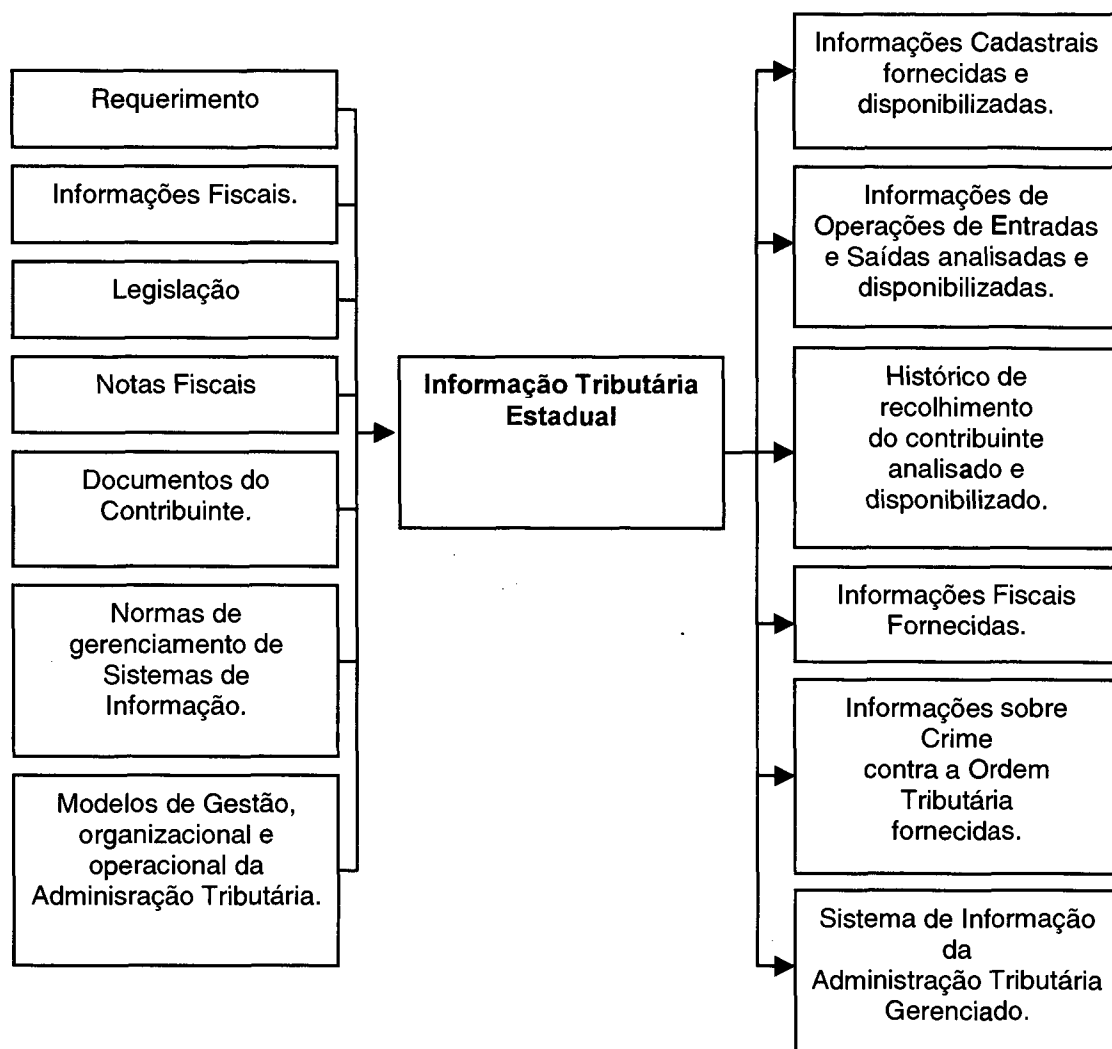 Requerimento
Informações Fiscais.
Legislação
Notas Fiscais
Documentos do
Contribuinte.
Normas de
gerenciamento de
Sistemas de
Informação.
Modelos de Gestão,
organizacional e
operacional da
Adminisração Tributária.
Informação Tributária
Estadual
Informações Cadastrais
fornecidas e
disponibilizadas.
Informações de
Operações de Entradas
e Saídas analisadas e
disponibilizadas.
Histórico de
recolhimento
do contribuinte
analisado e
disponibilizado.
Informações Fiscais
Fornecidas.
Informações sobre
Crime
contra a Ordem
Tributária
fornecidas.
Sistema de Informação
da
Administração Tributária
Gerenciado.